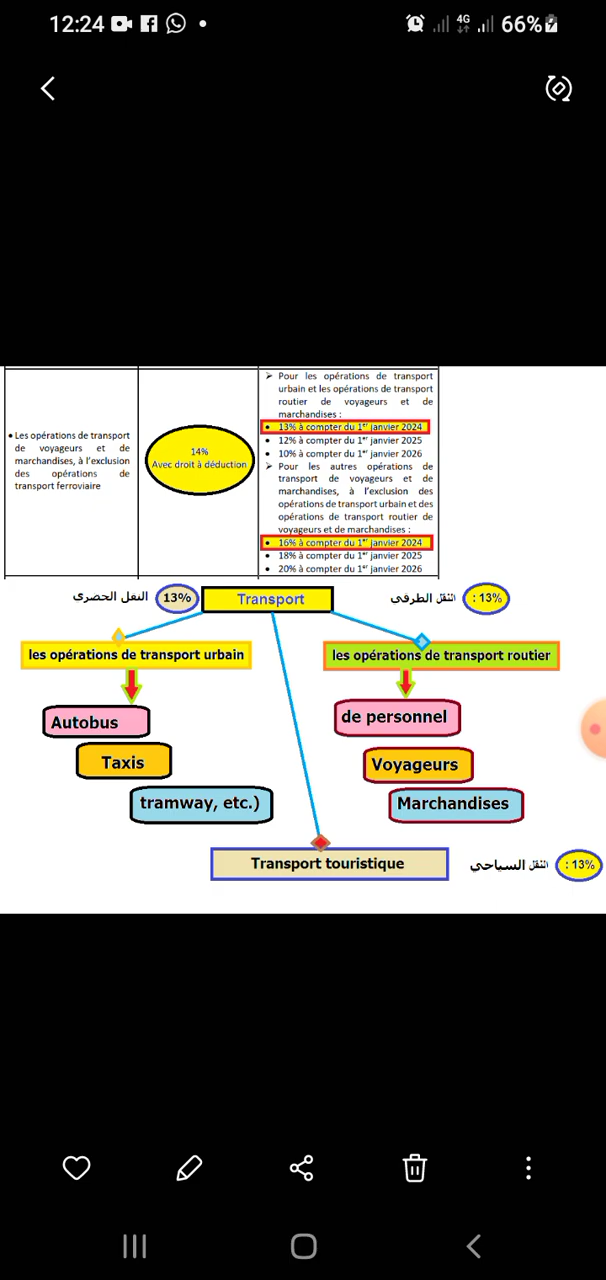 12:24
4G
66%
Pour les opérations de transport
urbain et les opérations de transport
routier de voyageurs et de
marchandises :
• 13% à compter du 1er janvier 2024
• 12% à compter du 1er janvier 2025
• 10% à compter du 1er janvier 2026
Pour les autres opérations de
transport de voyageurs et de
marchandises, à l'exclusion des
opérations de transport urbain et des
opérations de transport routier de
voyageurs et de marchandises :
• 16% à compter du 1er janvier 2024
• 18% à compter du 1er janvier 2025
• 20% à compter du 1er janvier 2026
• Les opérations de transport
de voyageurs et de
marchandises, à l'exclusion
des opérations de
transport ferroviaire
14%
Avec droit à déduction
النقل الحضري 13%
Transport
النقل الطرقي : 13%
les opérations de transport urbain
les opérations de transport routier
Autobus
Taxis
tramway, etc.)
de personnel
Voyageurs
Marchandises
Transport touristique
النقل السياحي : 13%